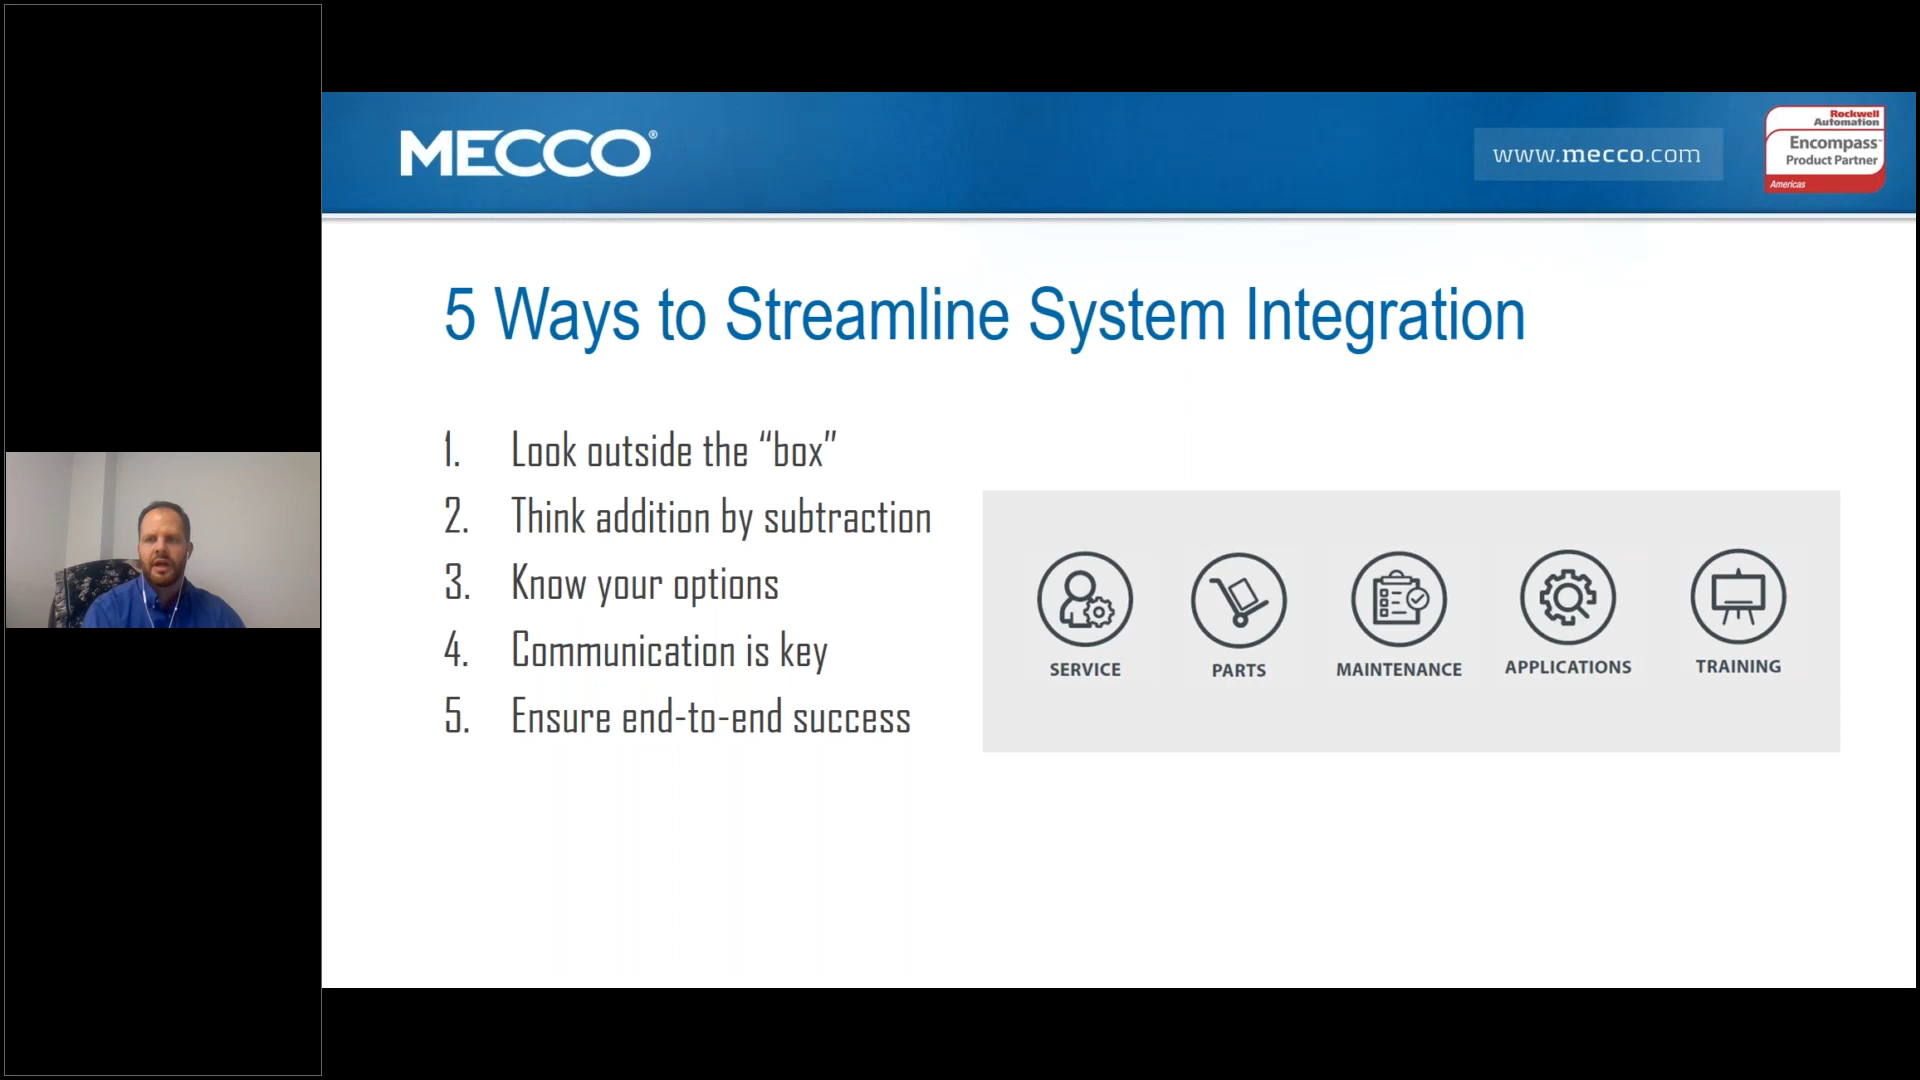 MECCO®
www.mecco.com
Rockwell
Automation
Encompass™
Product Partner
Americas
5 Ways to Streamline System Integration
1. Look outside the “box”
2. Think addition by subtraction
3. Know your options
4. Communication is key
5. Ensure end-to-end success
SERVICE PARTS MAINTENANCE APPLICATIONS TRAINING